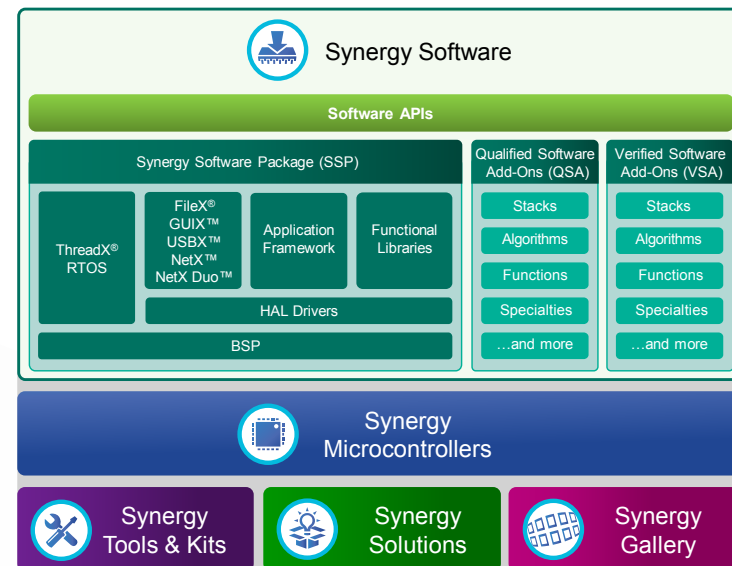 Synergy Software
Software APIs
Synergy Software Package (SSP)
ThreadX®
RTOS
FileX®
GUIX™
USBX™
NetX™
NetX Duo™
Application
Framework
Functional
Libraries
HAL Drivers
BSP
Qualified Software
Add-Ons (QSA)
Stacks
Algorithms
Functions
Specialties
...and more
Verified Software
Add-Ons (VSA)
Stacks
Algorithms
Functions
Specialties
...and more
Synergy
Microcontrollers
Synergy
Tools & Kits
Synergy
Solutions
Synergy
Gallery